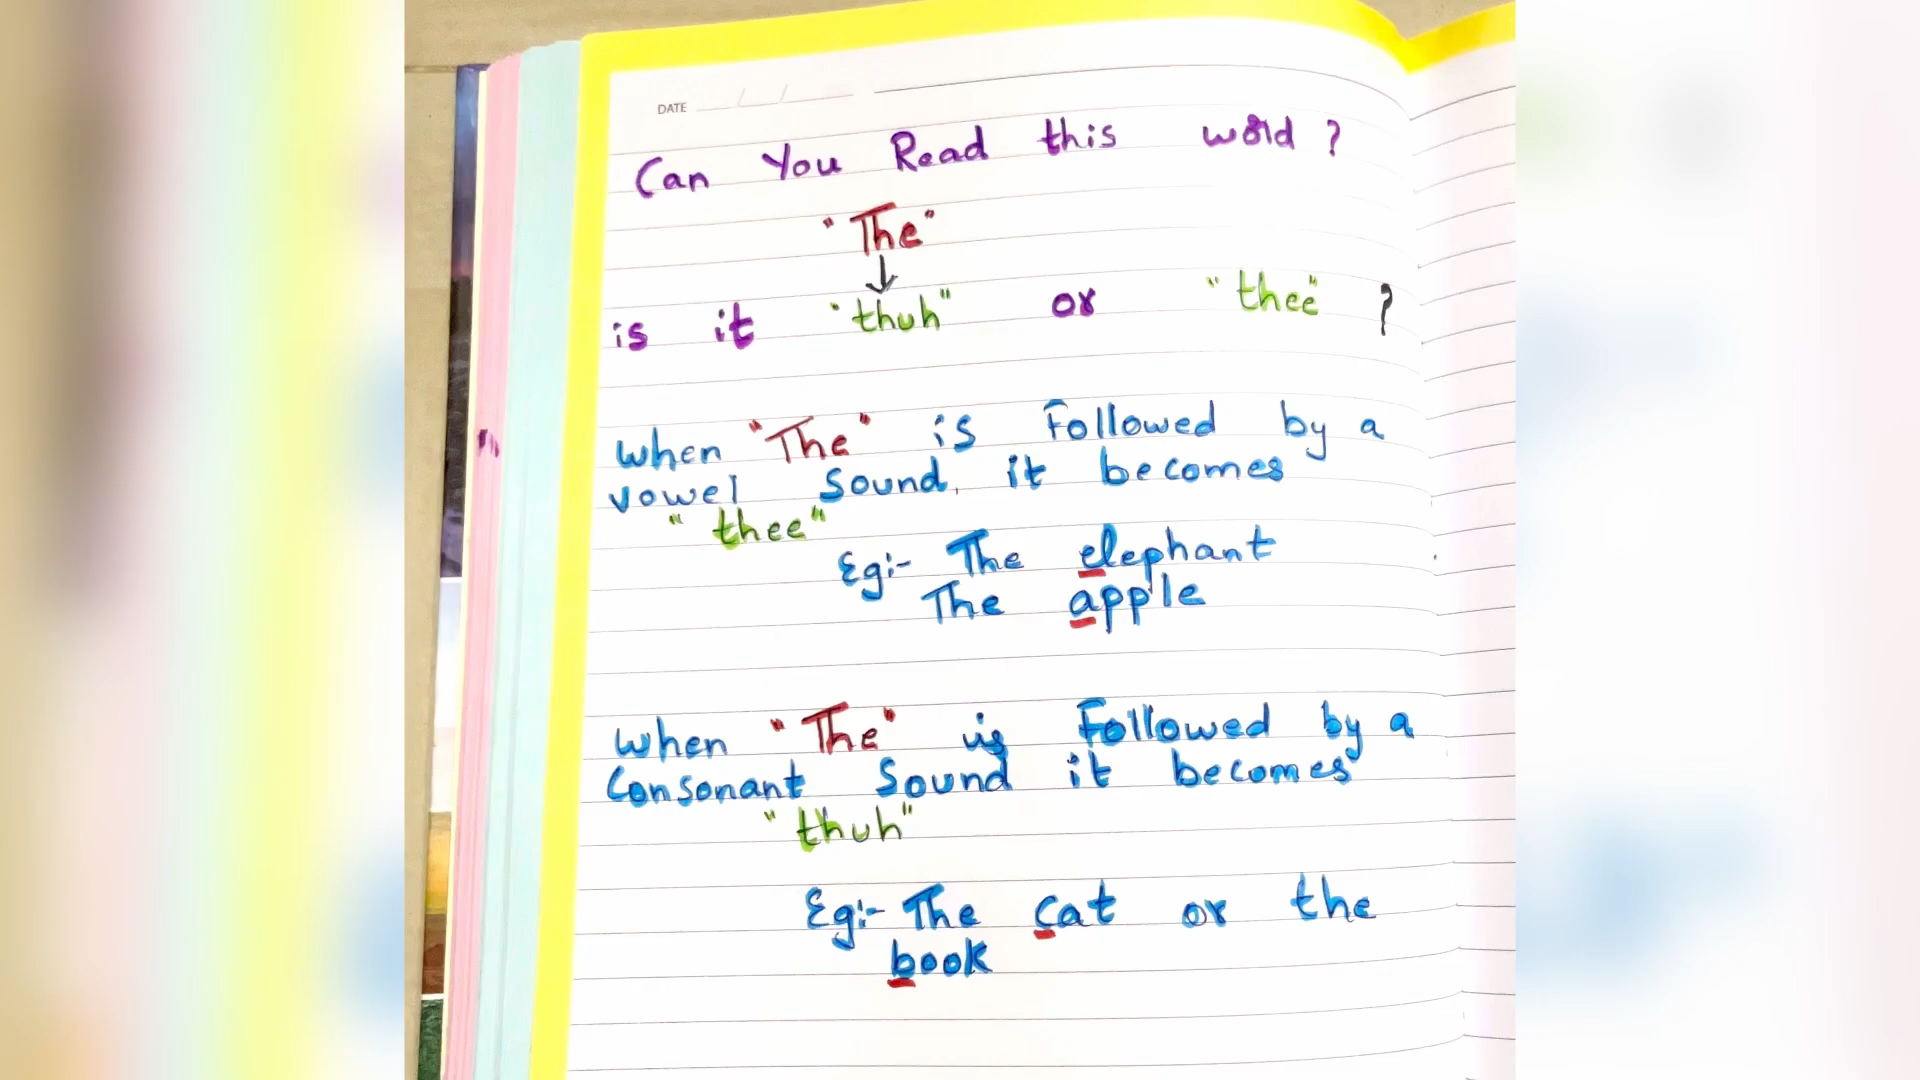 DATE
Can You Read this word ?
"The"
↓
is it "thuh" or "thee" ?
when "The" is Followed by a
vowel Sound, it becomes
"thee"
Eg:- The elephant
The apple
when "The" is Followed by a
Consonant Sound it becomes
"thuh"
Eg:- The cat or the
book